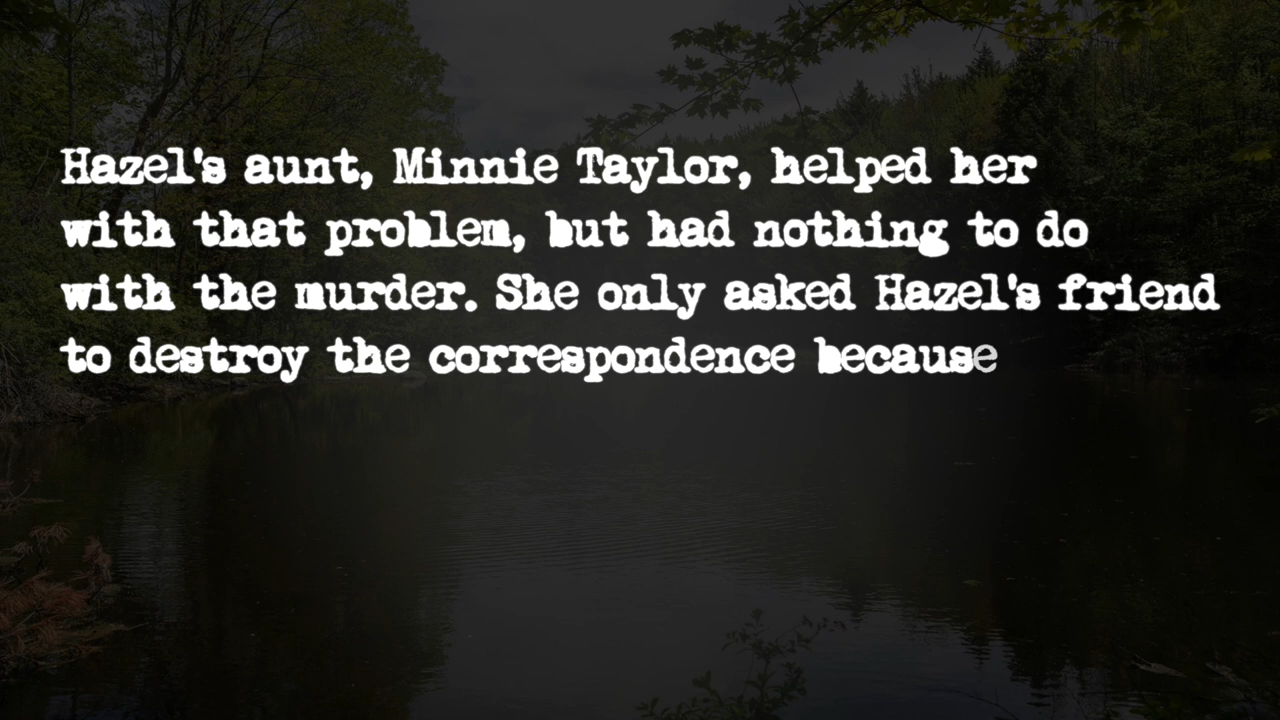 Hazel's aunt, Minnie Taylor, helped her
with that problem, but had nothing to do
with the murder. She only asked Hazel's friend
to destroy the correspondence because